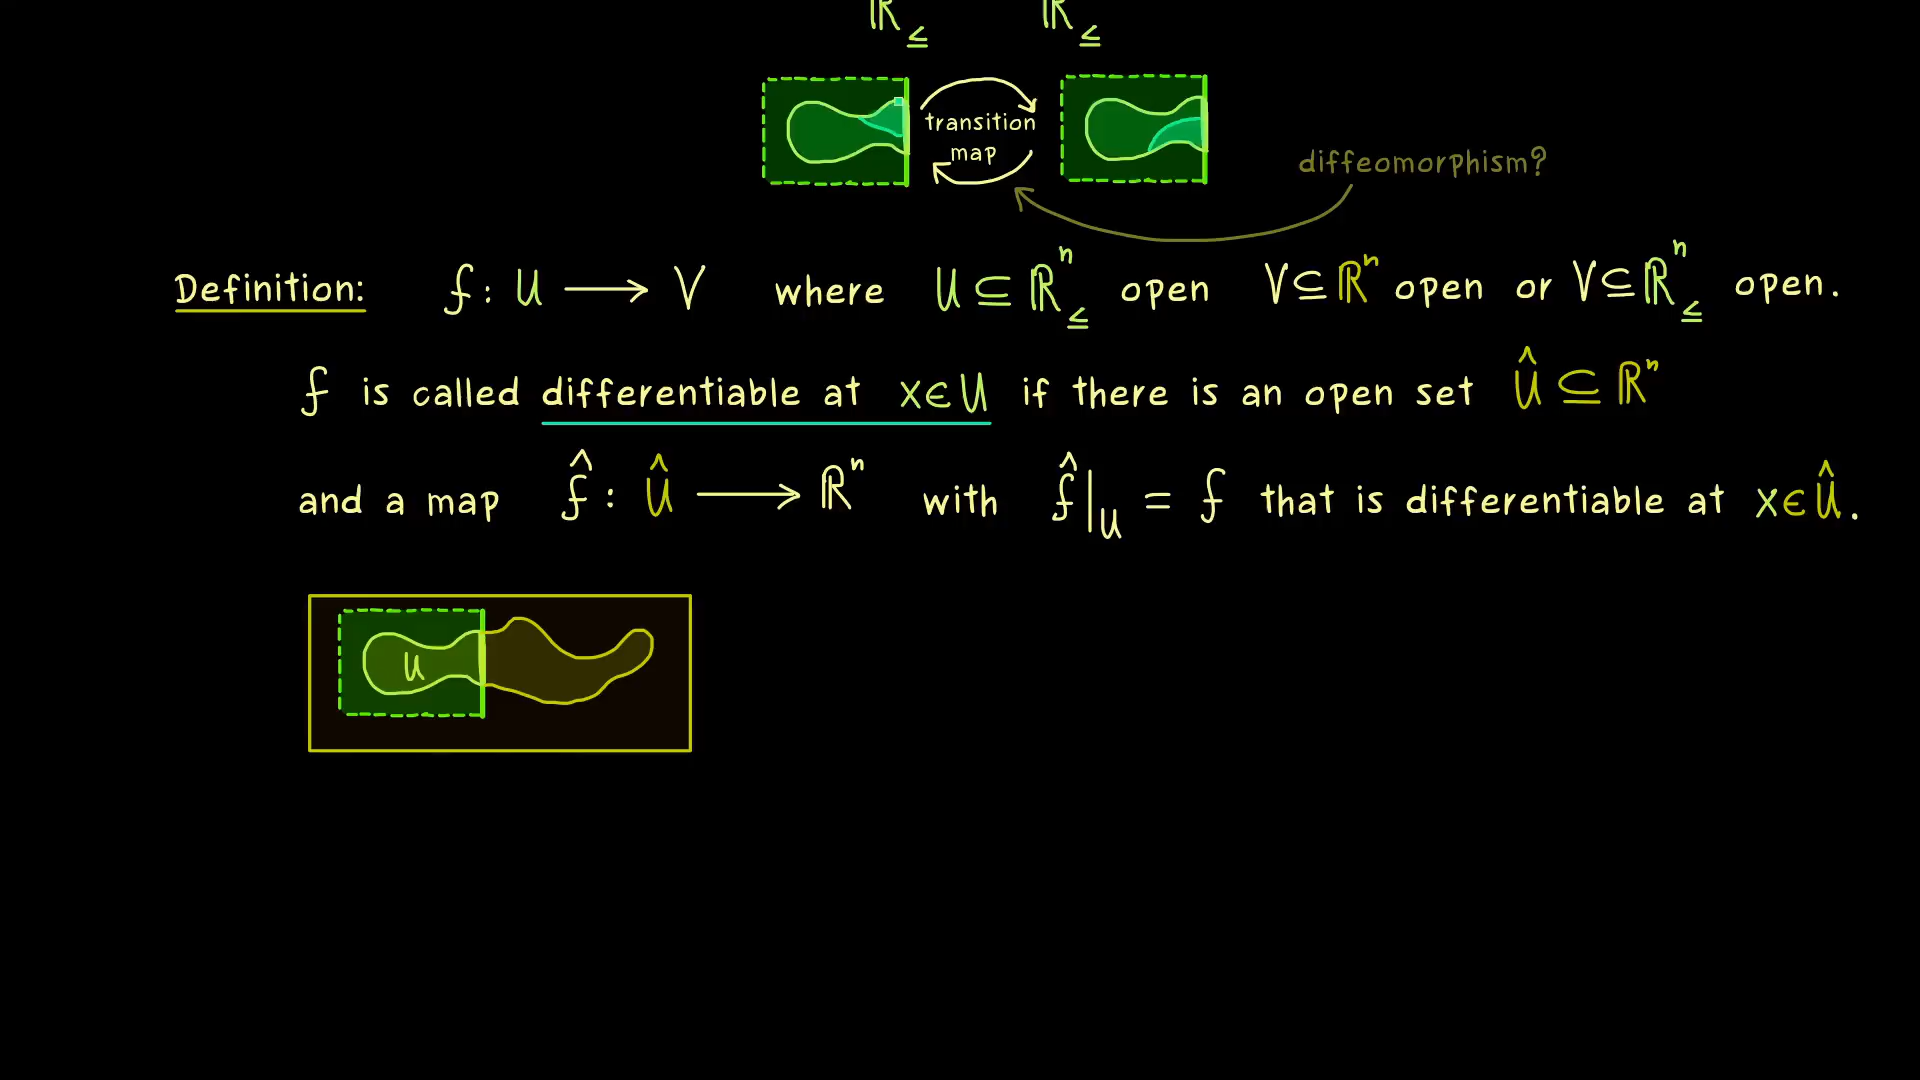 ℝ≤ ℝ≤
transition
map
diffeomorphism?
Definition: f: U ⟶ V where U ⊆ ℝⁿ≤ open V ⊆ ℝⁿ open or V ⊆ ℝⁿ≤ open.
f is called differentiable at x∈U if there is an open set Û ⊆ ℝⁿ
and a map f̂ : Û ⟶ ℝⁿ with f̂|_U = f that is differentiable at x∈Û.
U